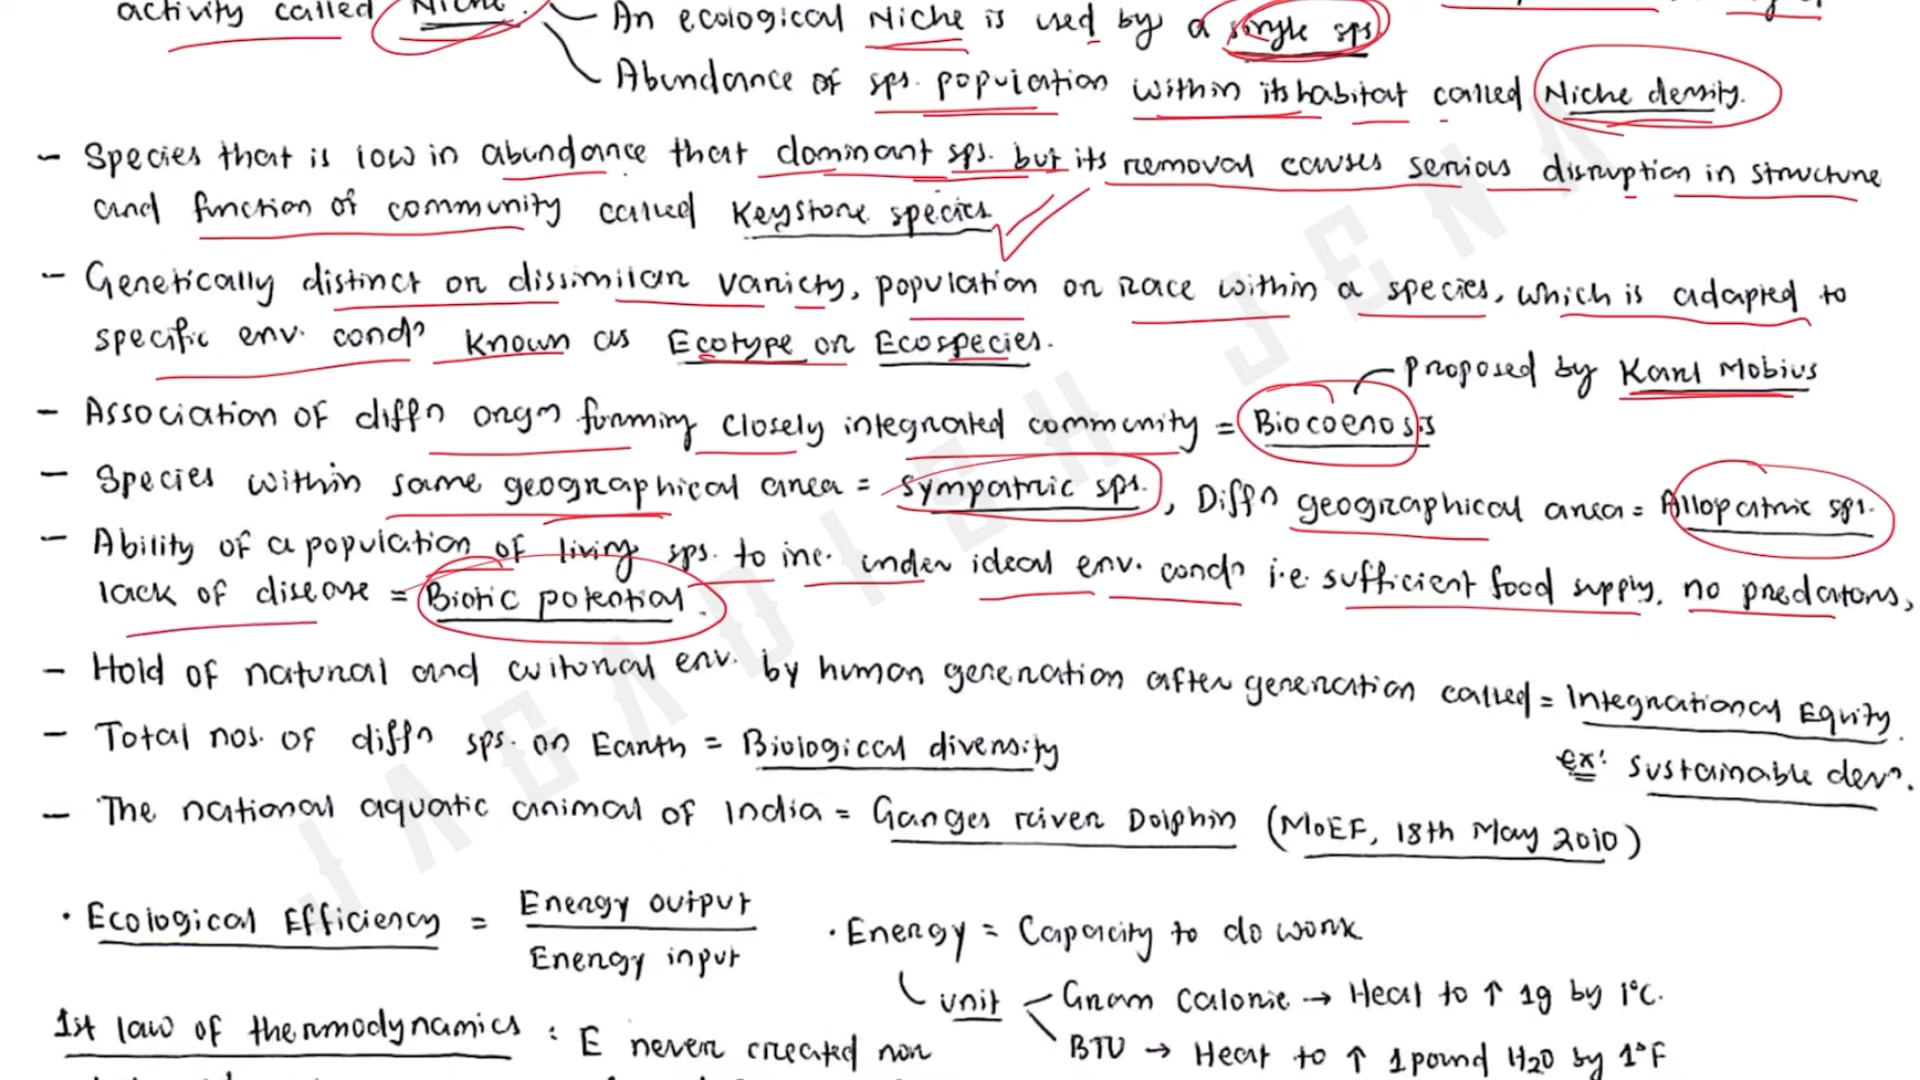 activity called Niche.
An ecological Niche is used by a single sps
Abundance of sps. population within its habitat called Niche density.
- Species that is low in abundance that dominant sps. but its removal causes serious disruption in structure
and function of community called Keystone species
- Genetically distinct or dissimilar variety, population or race within a species, which is adapted to
specific env. condn known as Ecotype or Ecospecies.
proposed by Karl Mobius
- Association of diffn orgm forming closely integrated community = Biocoenosis
- Species within same geographical area = Sympatric sps. , Diffn geographical area = Allopatric sps.
- Ability of a population of living sps. to inc. under ideal env. condn i.e. sufficient food supply, no predators,
lack of disease = Biotic potential.
- Hold of natural and cultural env. by human generation after generation called = Integrational Equity.
ex: Sustainable devn.
- Total nos. of diffn sps. on Earth = Biological diversity
- The national aquatic animal of India = Ganges river Dolphin (MoEF, 18th May 2010)
· Ecological Efficiency = Energy output
Energy input
· Energy = Capacity to do work
unit
Gram Calorie → Heat to ↑ 1g by 1°C.
BTU → Heat to ↑ 1 pound H2O by 1°F
1st law of thermodynamics : E never created nor
JAGADISH JENA